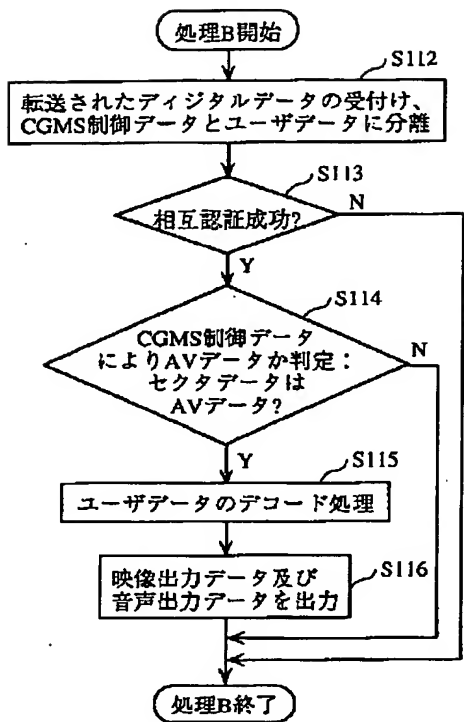 処理B開始
S112
転送されたディジタルデータの受付け、
CGMS制御データとユーザデータに分離
S113
相互認証成功?
N
Y
S114
CGMS制御データ
によりAVデータか判定：
セクタデータは
AVデータ?
N
Y
S115
ユーザデータのデコード処理
S116
映像出力データ及び
音声出力データを出力
処理B終了